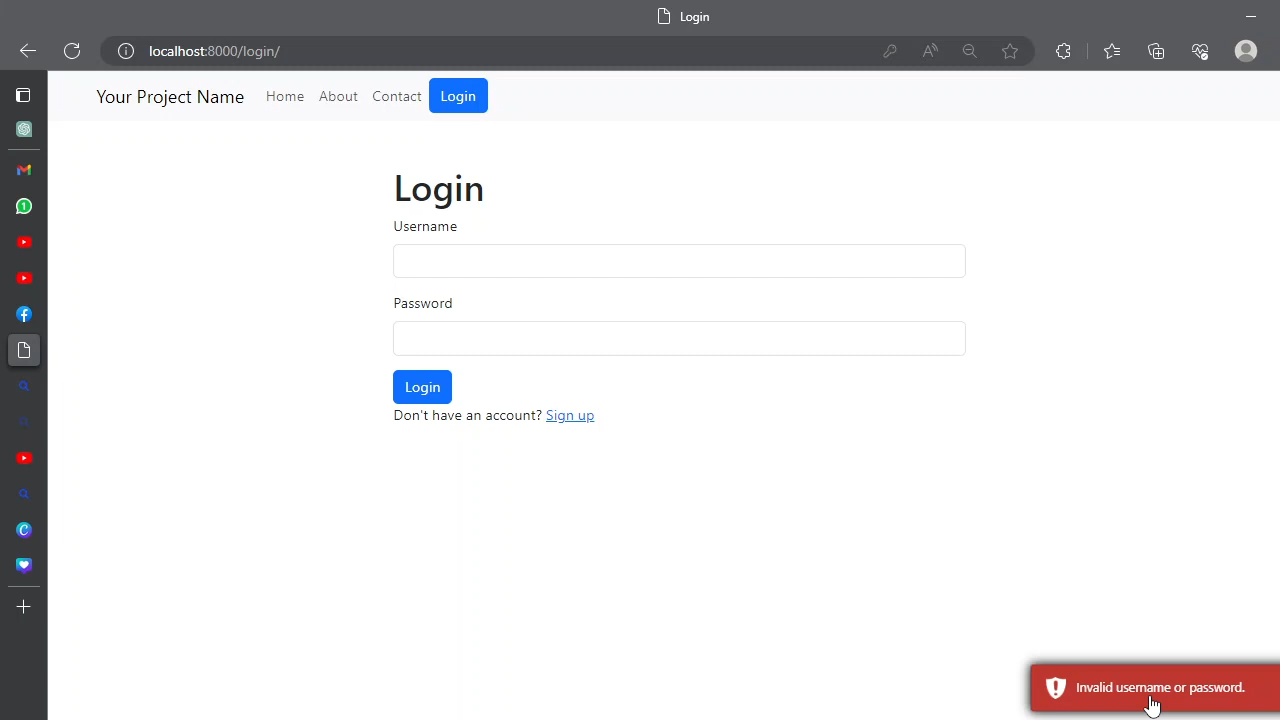 Login
localhost:8000/login/
Your Project Name Home About Contact Login
1
Login
Username
Password
Login
Don't have an account? Sign up
Invalid username or password.